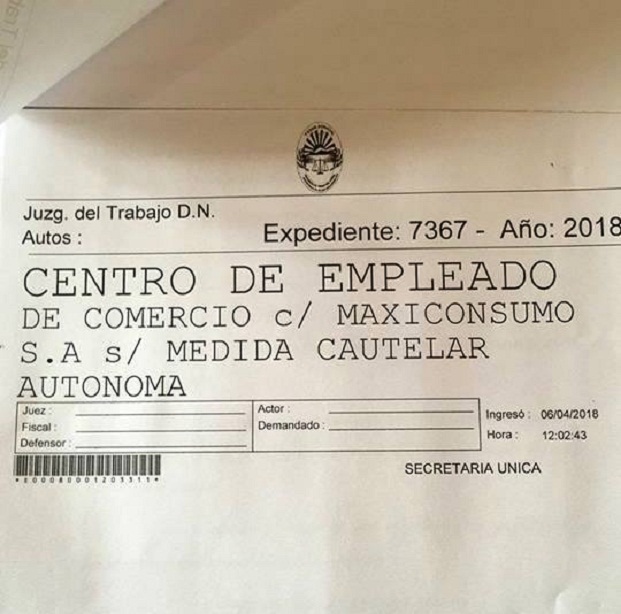 Juzg. del Trabajo D.N.
Autos :
Expediente: 7367 - Año: 2018
CENTRO DE EMPLEADO
DE COMERCIO c/ MAXICONSUMO
S.A s/ MEDIDA CAUTELAR
AUTONOMA
Juez :
Fiscal :
Defensor :
Actor :
Demandado :
Ingresó : 06/04/2018
Hora : 12:02:43
SECRETARIA UNICA